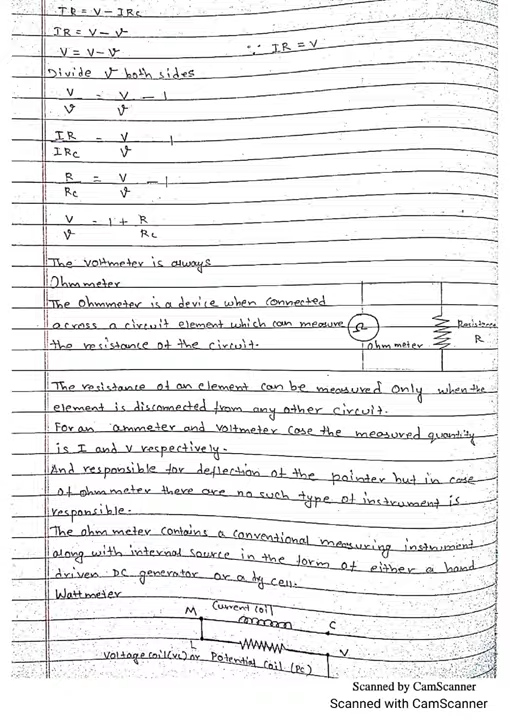 IR = V - IRc
IR = V - v
V = V - v ∵ IR = V
Divide v both sides
V/v = V/v - 1
IR/IRc = V/v - 1
R/Rc = V/v - 1
V/v = 1 + R/Rc
The voltmeter is always
Ohmmeter
The Ohmmeter is a device when connected
across a circuit element which can measure
the resistance of the circuit.
Ω
Ohmmeter
Resistance
R
The resistance of an element can be measured only when the
element is disconnected from any other circuit.
For an ammeter and voltmeter case the measured quantity
is I and V respectively.
And responsible for deflection of the pointer but in case
of ohmmeter there are no such type of instrument is
responsible.
The ohm meter contains a conventional measuring instrument
along with internal source in the form of either a hand
driven DC generator or a dy cell.
Wattmeter
M Current coil C
L V
Voltage coil (vc) or Potential coil (PC)
Scanned by CamScanner
Scanned with CamScanner